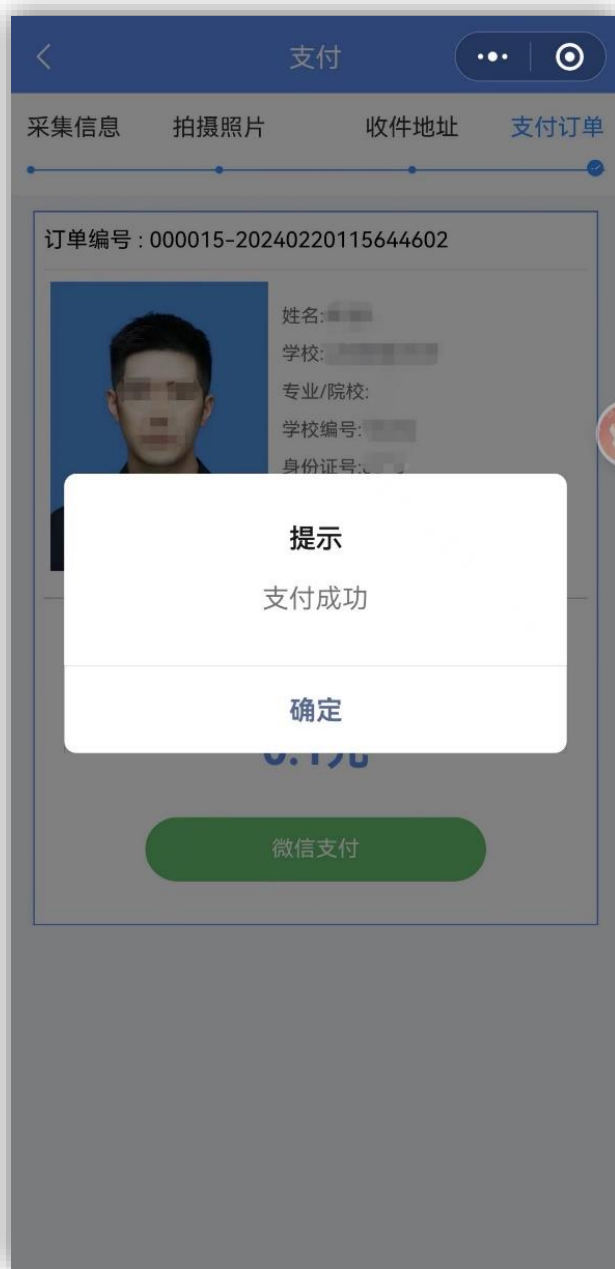 支付
采集信息 拍摄照片 收件地址 支付订单
订单编号：000015-20240220115644602
姓名:
学校:
专业/院校:
学校编号:
身份证号:
提示
支付成功
确定
微信支付